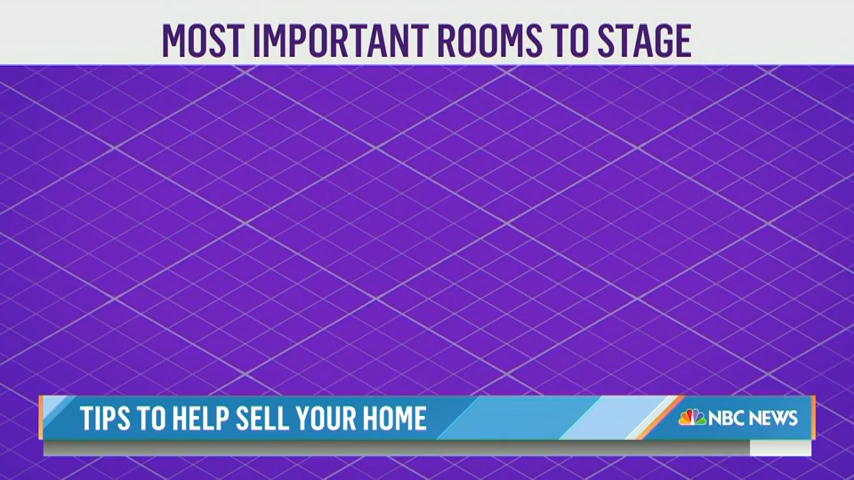 MOST IMPORTANT ROOMS TO STAGE
TIPS TO HELP SELL YOUR HOME
NBC NEWS